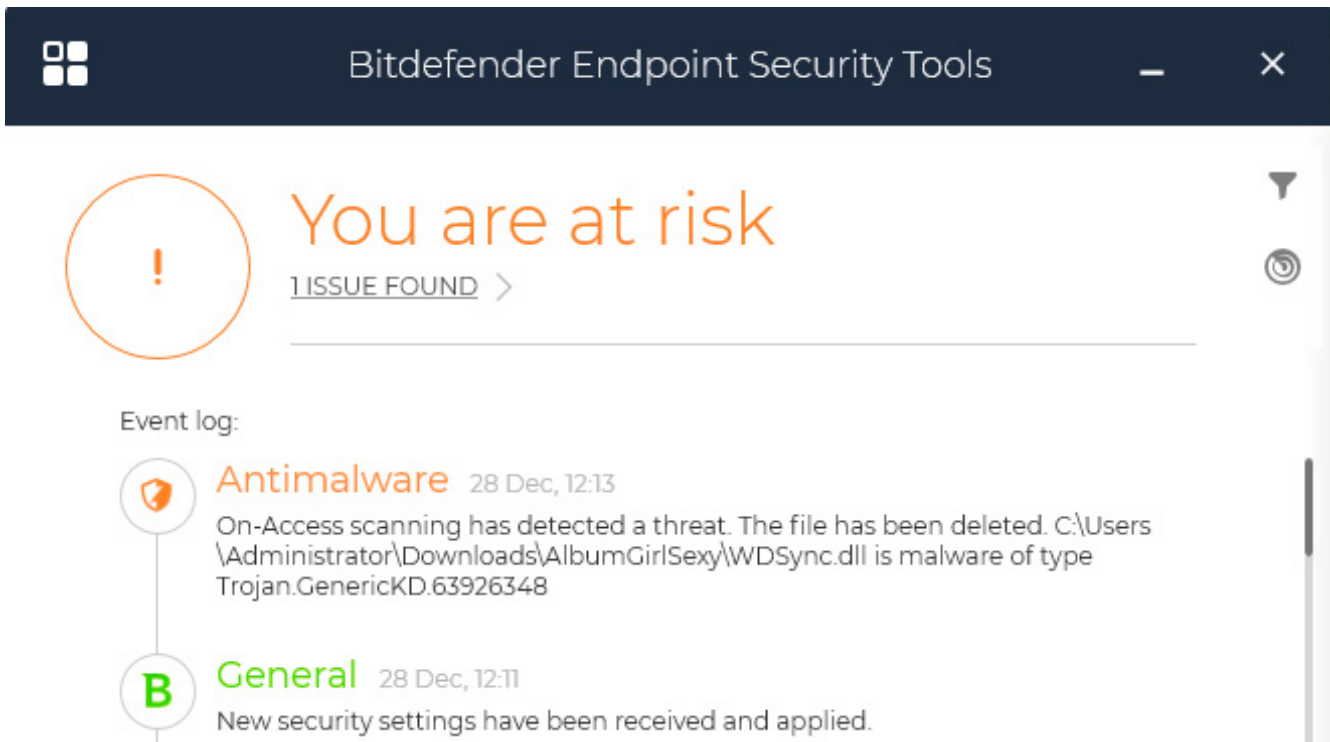 Bitdefender Endpoint Security Tools
You are at risk
1 ISSUE FOUND
Event log:
Antimalware 28 Dec, 12:13
On-Access scanning has detected a threat. The file has been deleted. C:\Users
\Administrator\Downloads\AlbumGirlSexy\WDSync.dll is malware of type
Trojan.GenericKD.63926348
B
General 28 Dec, 12:11
New security settings have been received and applied.